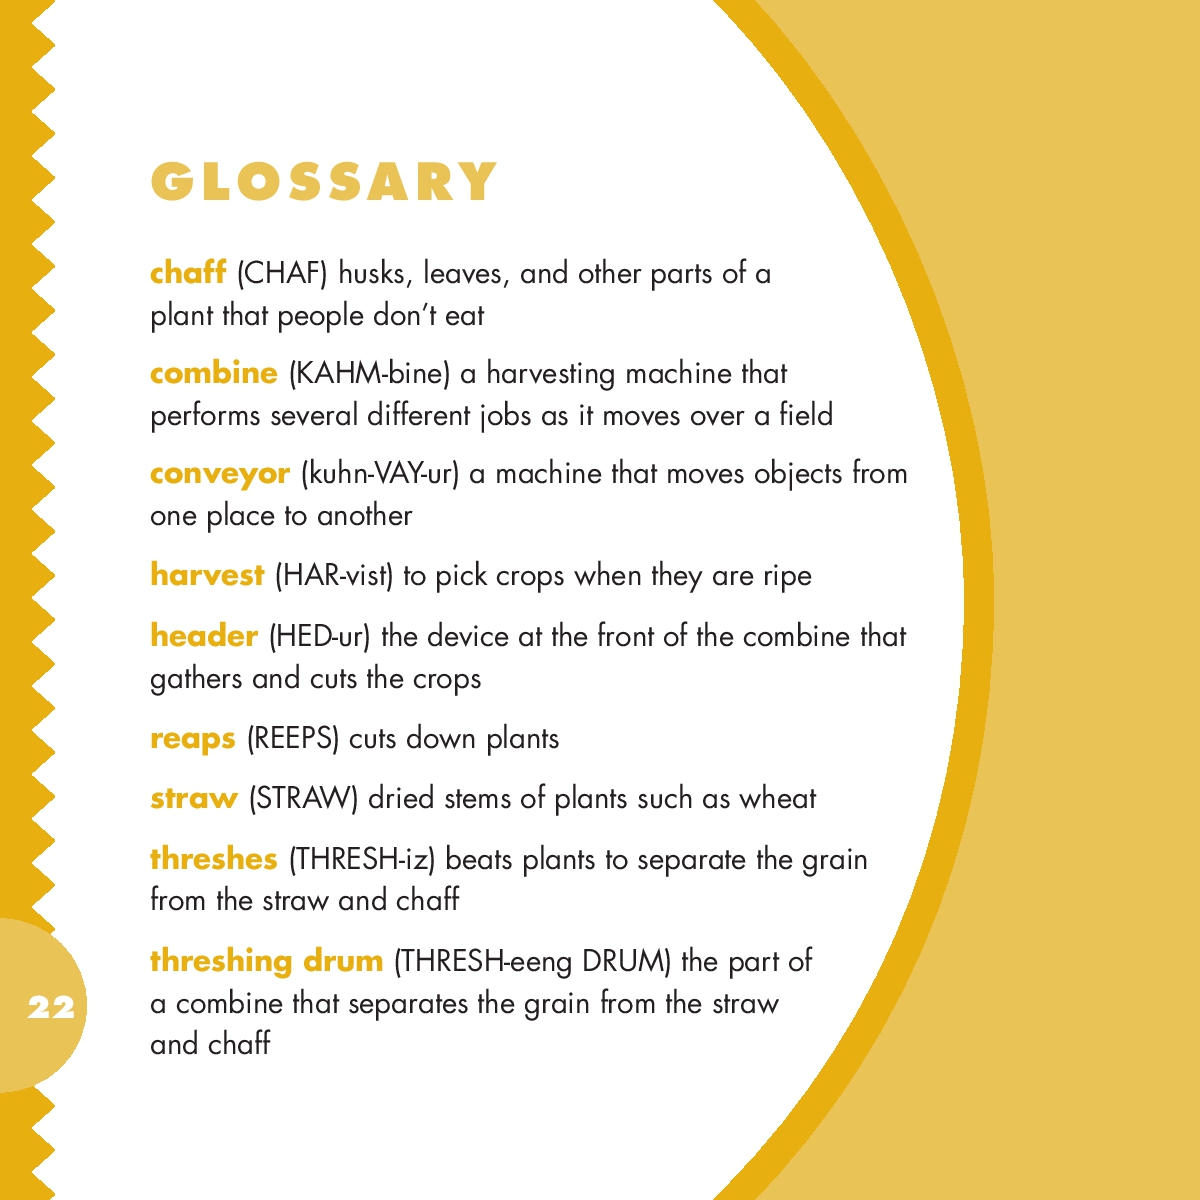 GLOSSARY
chaff (CHAF) husks, leaves, and other parts of a
plant that people don't eat
combine (KAHM-bine) a harvesting machine that
performs several different jobs as it moves over a field
conveyor (kuhn-VAY-ur) a machine that moves objects from
one place to another
harvest (HAR-vist) to pick crops when they are ripe
header (HED-ur) the device at the front of the combine that
gathers and cuts the crops
reaps (REEPS) cuts down plants
straw (STRAW) dried stems of plants such as wheat
threshes (THRESH-iz) beats plants to separate the grain
from the straw and chaff
threshing drum (THRESH-eeng DRUM) the part of
a combine that separates the grain from the straw
and chaff
22